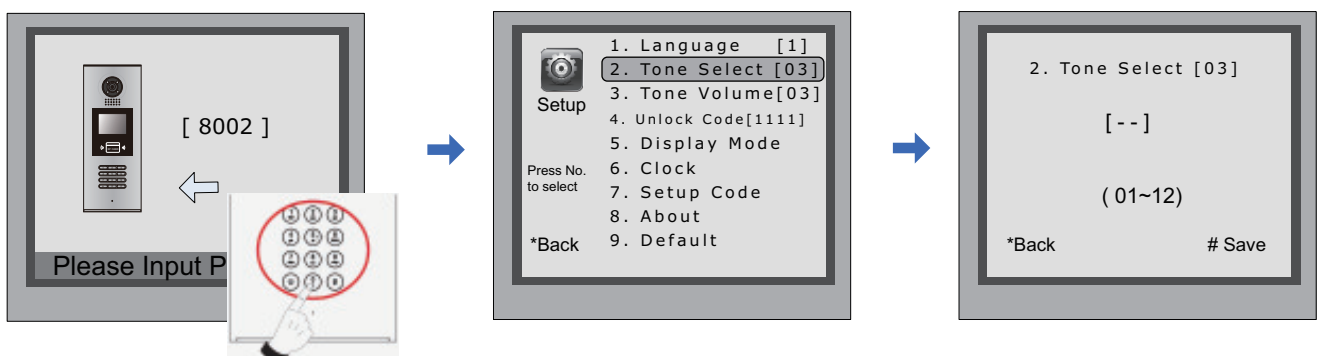 [ 8002 ]
Please Input P
Setup
Press No.
to select
*Back
1. Language [1]
2. Tone Select [03]
3. Tone Volume[03]
4. Unlock Code[1111]
5. Display Mode
6. Clock
7. Setup Code
8. About
9. Default
2. Tone Select [03]
[--]
( 01~12)
*Back # Save